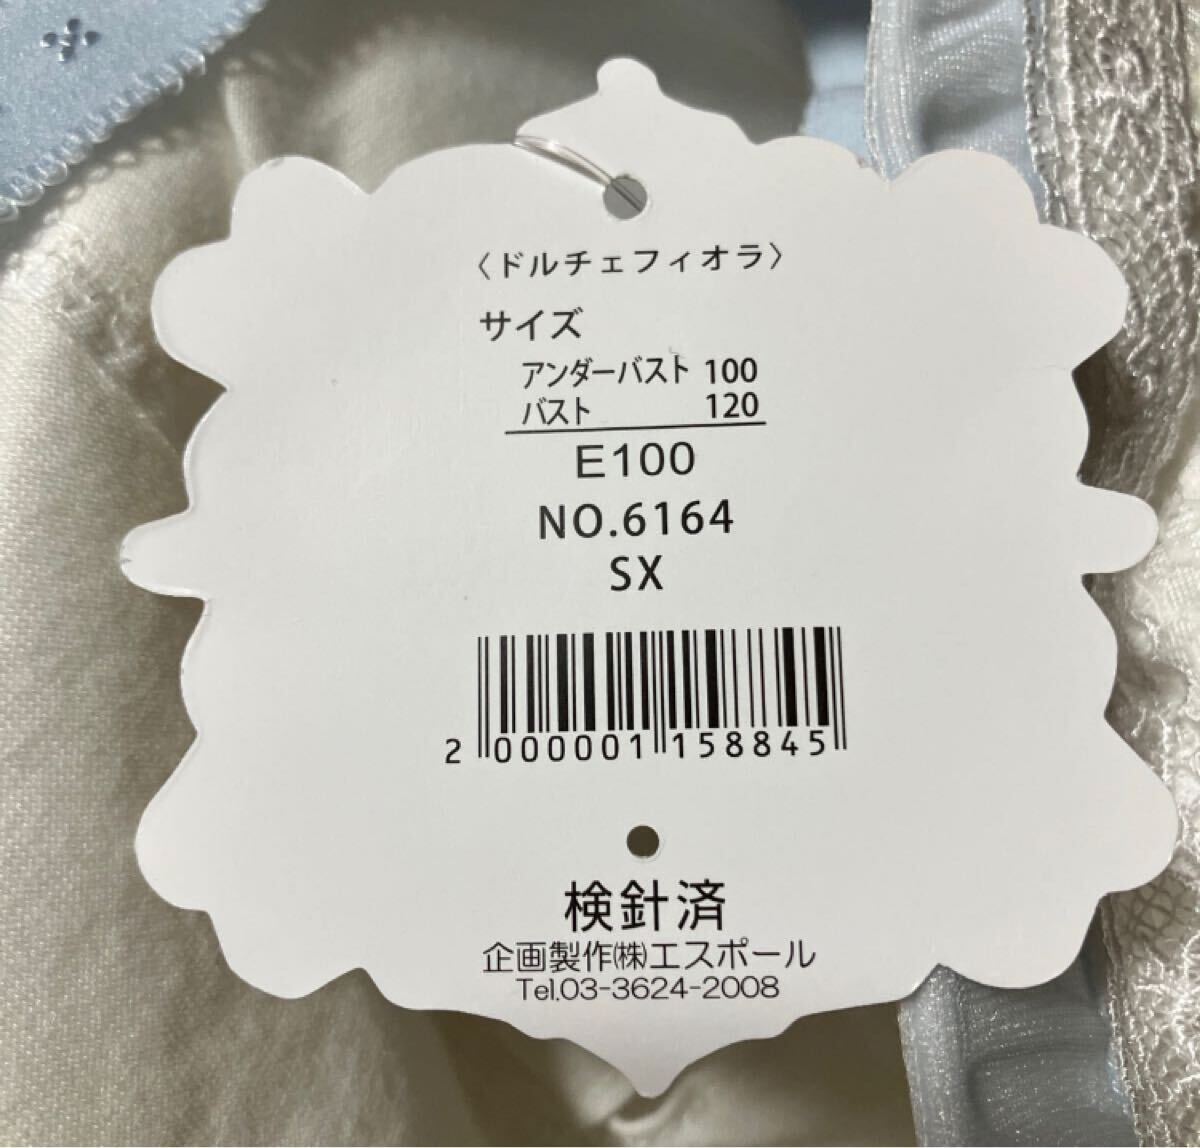 〈ドルチェフィオラ〉
サイズ
アンダーバスト 100
バスト 120
E100
NO.6164
SX
2 000001 158845
検針済
企画製作㈱エスポール
Tel.03-3624-2008